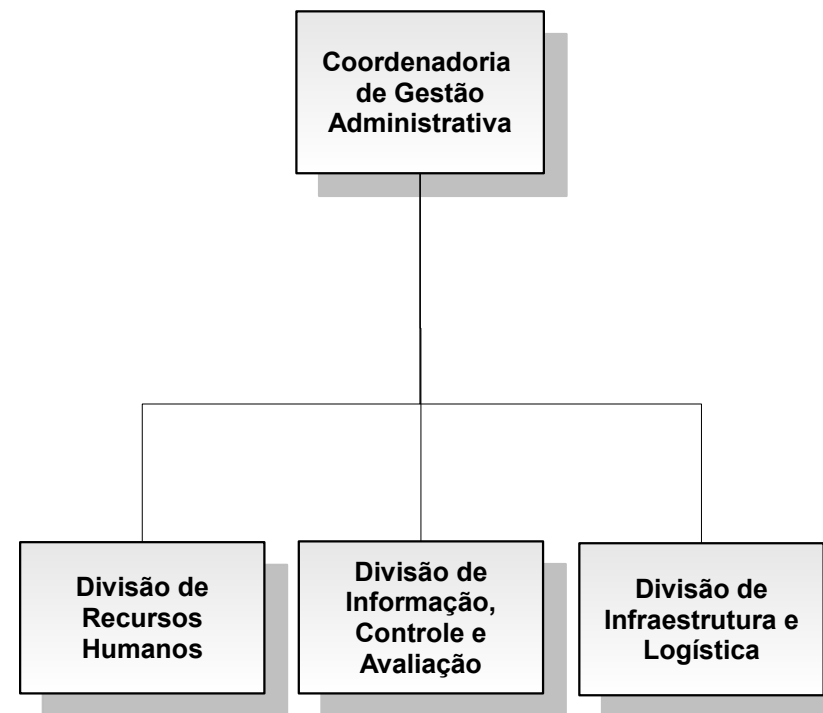 Coordenadoria
de Gestão
Administrativa
Divisão de
Recursos
Humanos
Divisão de
Informação,
Controle e
Avaliação
Divisão de
Infraestrutura e
Logística